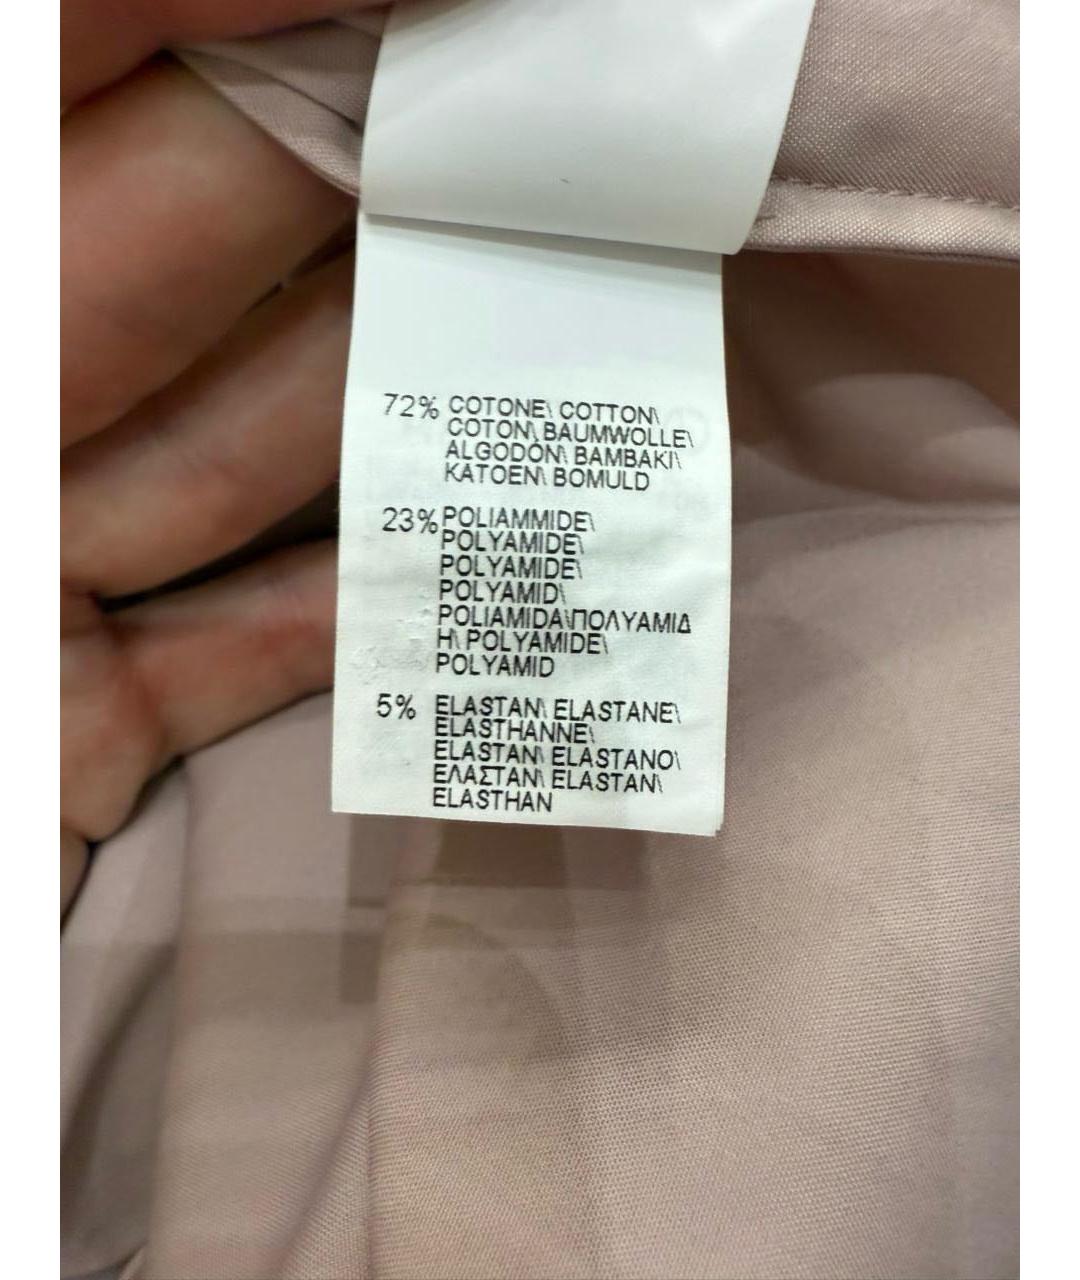 72% COTONE\ COTTON\
COTON\ BAUMWOLLE\
ALGODÓN\ BAMBAKI\
KATOEN\ BOMULD
23% POLIAMMIDE\
POLYAMIDE\
POLYAMIDE\
POLYAMID\
POLIAMIDA\ΠΟΛΥΑΜΙΔ
Η\ POLYAMIDE\
POLYAMID
5% ELASTAN\ ELASTANE\
ELASTHANNE\
ELASTAN\ ELASTANO\
ΕΛΑΣΤΑΝ\ ELASTAN\
ELASTHAN